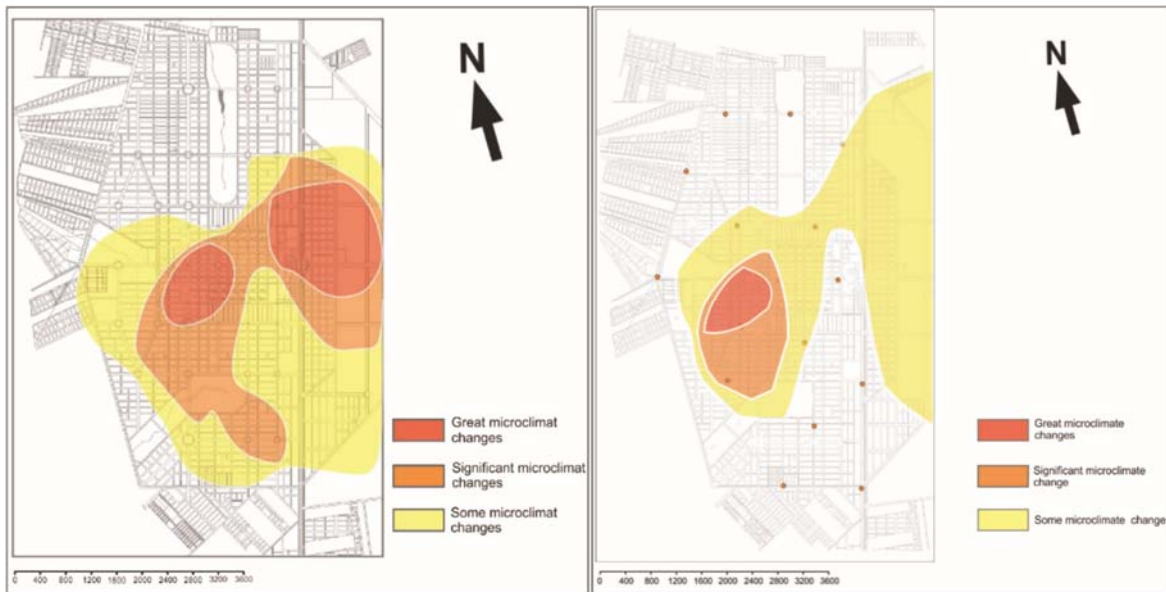 N
Great microclimat
changes
Significant microclimat
changes
Some microclimat
changes
0 400 1200 2000 2800 3600
800 1600 2400 3200
N
Great microclimate
changes
Significant microclimate
change
Some microclimate change
0 400 1200 2000 2800 3600
800 1600 2400 3200